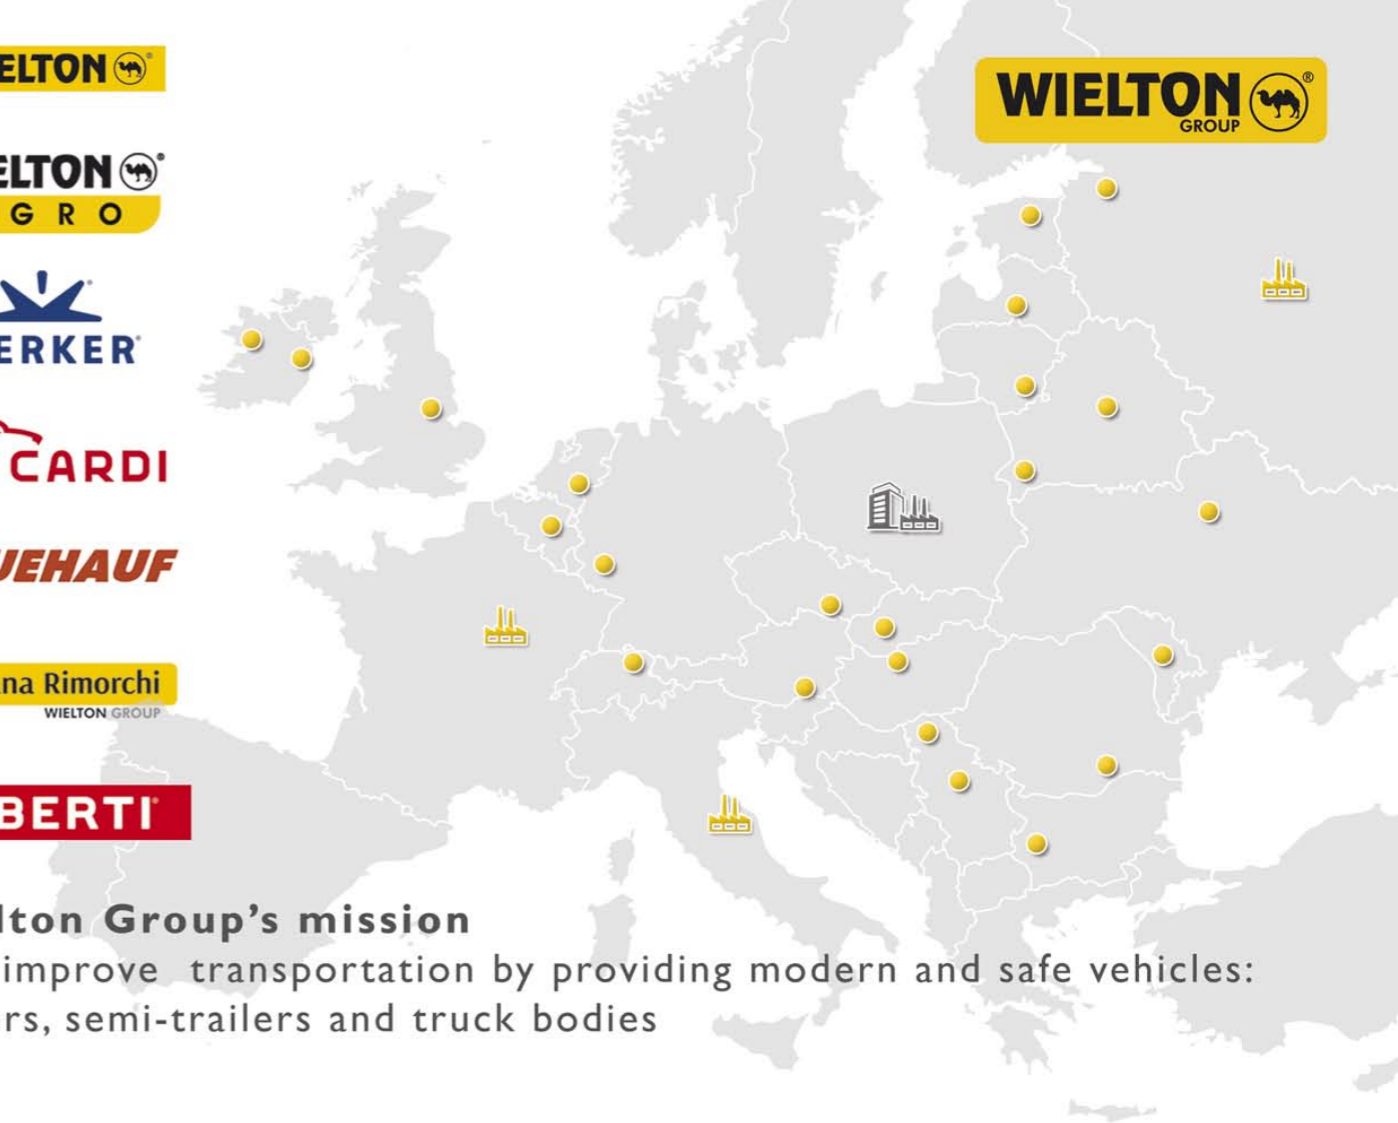 ELTON
ELTON
GRO
ERKER
CARDI
UEHAUF
na Rimorchi
WIELTON GROUP
BERTI
WIELTON
GROUP
lton Group's mission
improve transportation by providing modern and safe vehicles:
rs, semi-trailers and truck bodies